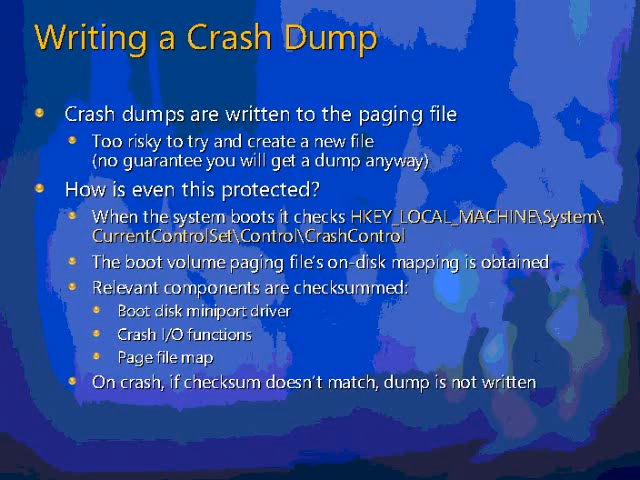 Writing a Crash Dump
Crash dumps are written to the paging file
Too risky to try and create a new file
(no guarantee you will get a dump anyway)
How is even this protected?
When the system boots it checks HKEY_LOCAL_MACHINE\System\
CurrentControlSet\Control\CrashControl
The boot volume paging file's on-disk mapping is obtained
Relevant components are checksummed:
Boot disk miniport driver
Crash I/O functions
Page file map
On crash, if checksum doesn't match, dump is not written